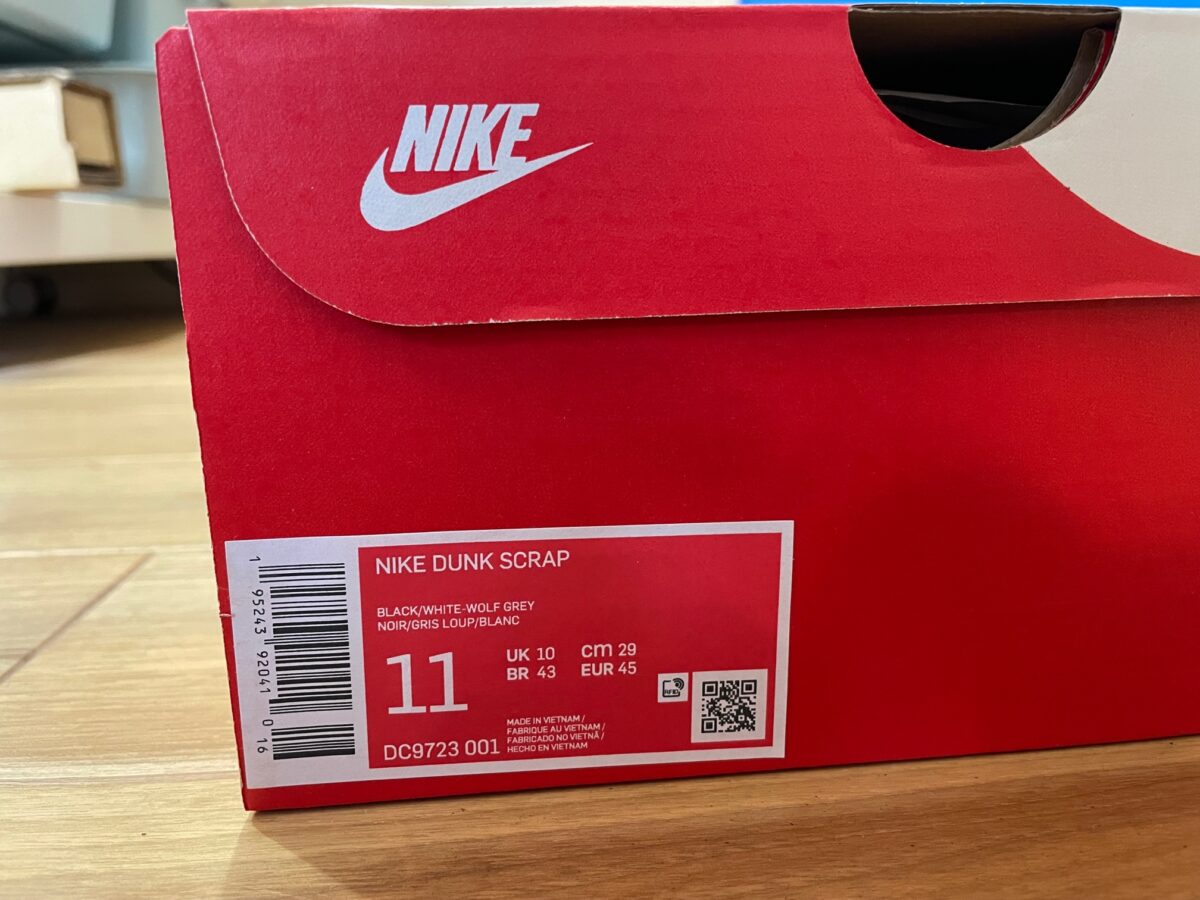 NIKE
NIKE DUNK SCRAP
BLACK/WHITE-WOLF GREY
NOIR/GRIS LOUP/BLANC
11
UK 10 cm 29
BR 43 EUR 45
RFID
MADE IN VIETNAM /
FABRIQUE AU VIETNAM /
FABRICADO NO VIETNÃ /
HECHO EN VIETNAM
DC9723 001
1 95243 92041 0 16